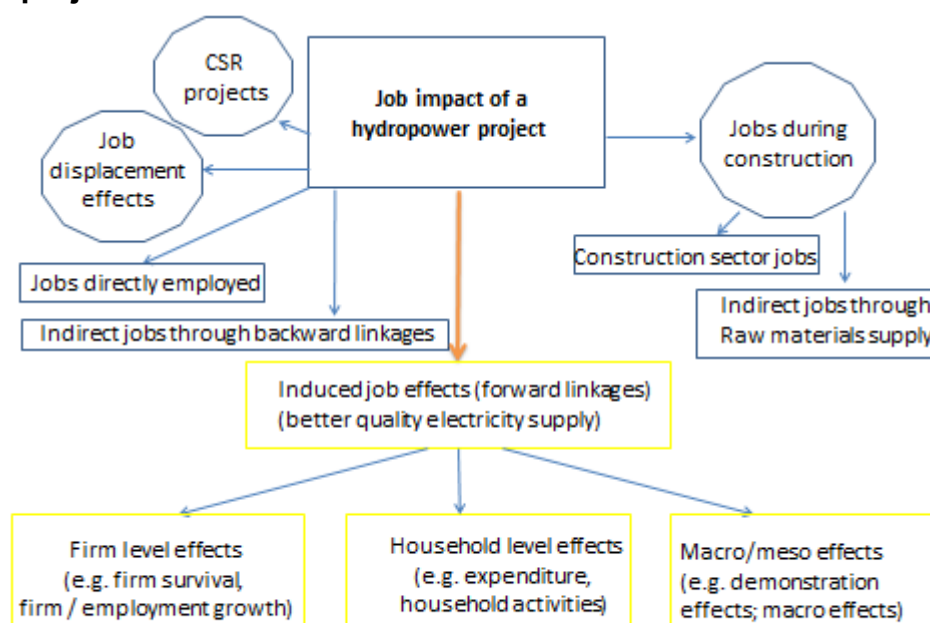 CSR
projects
Job impact of a
hydropower project
Jobs during
construction
Job
displacement
effects
Construction sector jobs
Jobs directly employed
Indirect jobs through
Raw materials supply
Indirect jobs through backward linkages
Induced job effects (forward linkages)
(better quality electricity supply)
Firm level effects
(e.g. firm survival,
firm / employment growth)
Household level effects
(e.g. expenditure,
household activities)
Macro/meso effects
(e.g. demonstration
effects; macro effects)